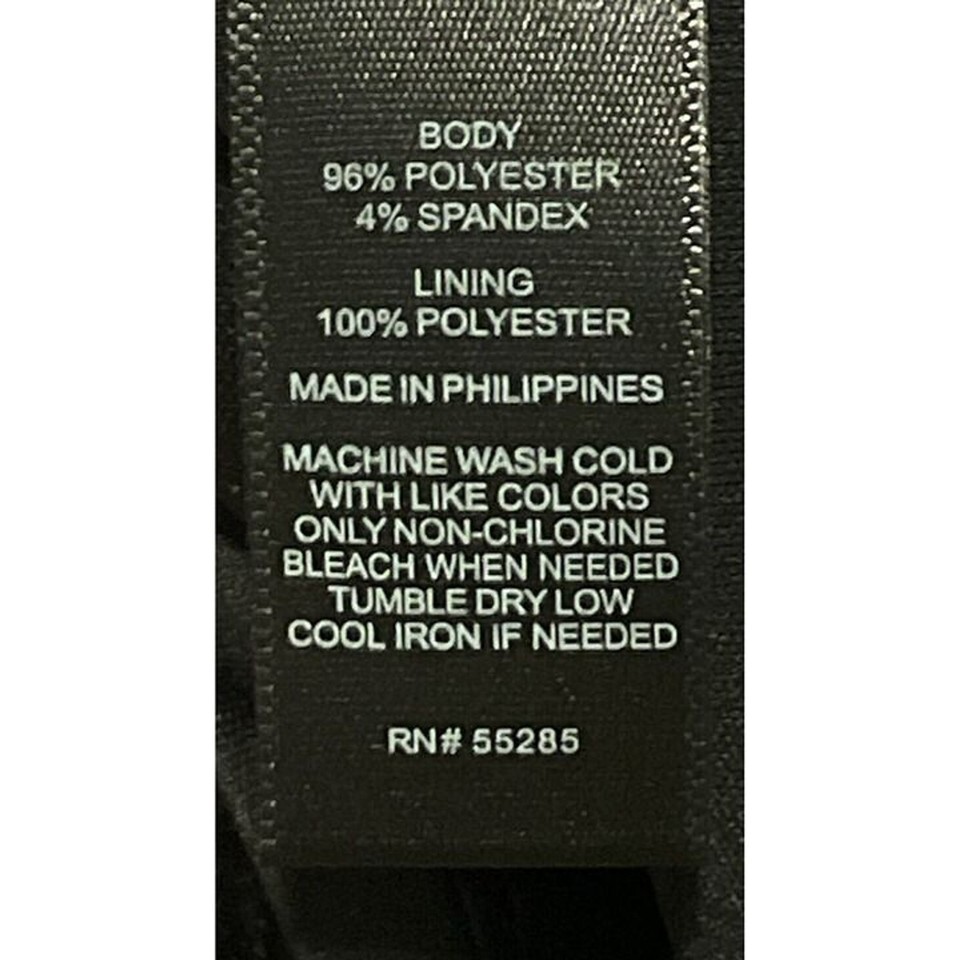 BODY
96% POLYESTER
4% SPANDEX
LINING
100% POLYESTER
MADE IN PHILIPPINES
MACHINE WASH COLD
WITH LIKE COLORS
ONLY NON-CHLORINE
BLEACH WHEN NEEDED
TUMBLE DRY LOW
COOL IRON IF NEEDED
RN# 55285